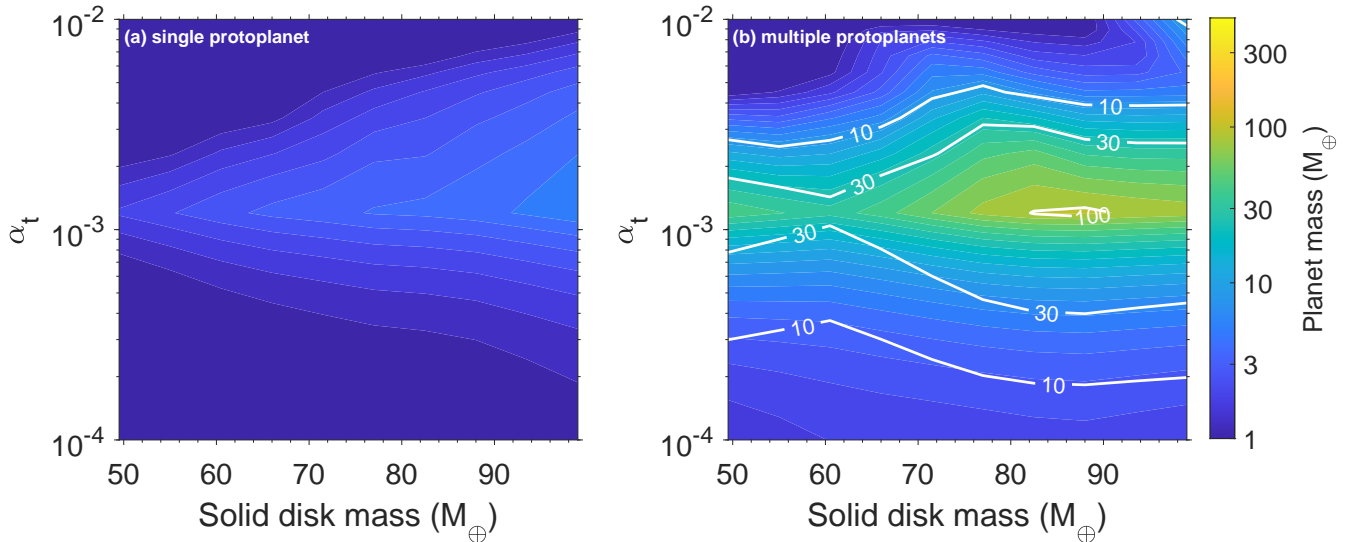 (a) single protoplanet
10⁻²
10⁻³
10⁻⁴
α_t
50 60 70 80 90
Solid disk mass (M_⊕)
(b) multiple protoplanets
10⁻²
10⁻³
10⁻⁴
α_t
10
10
30
30
100
30
30
10
10
50 60 70 80 90
Solid disk mass (M_⊕)
300
100
30
10
3
1
Planet mass (M_⊕)